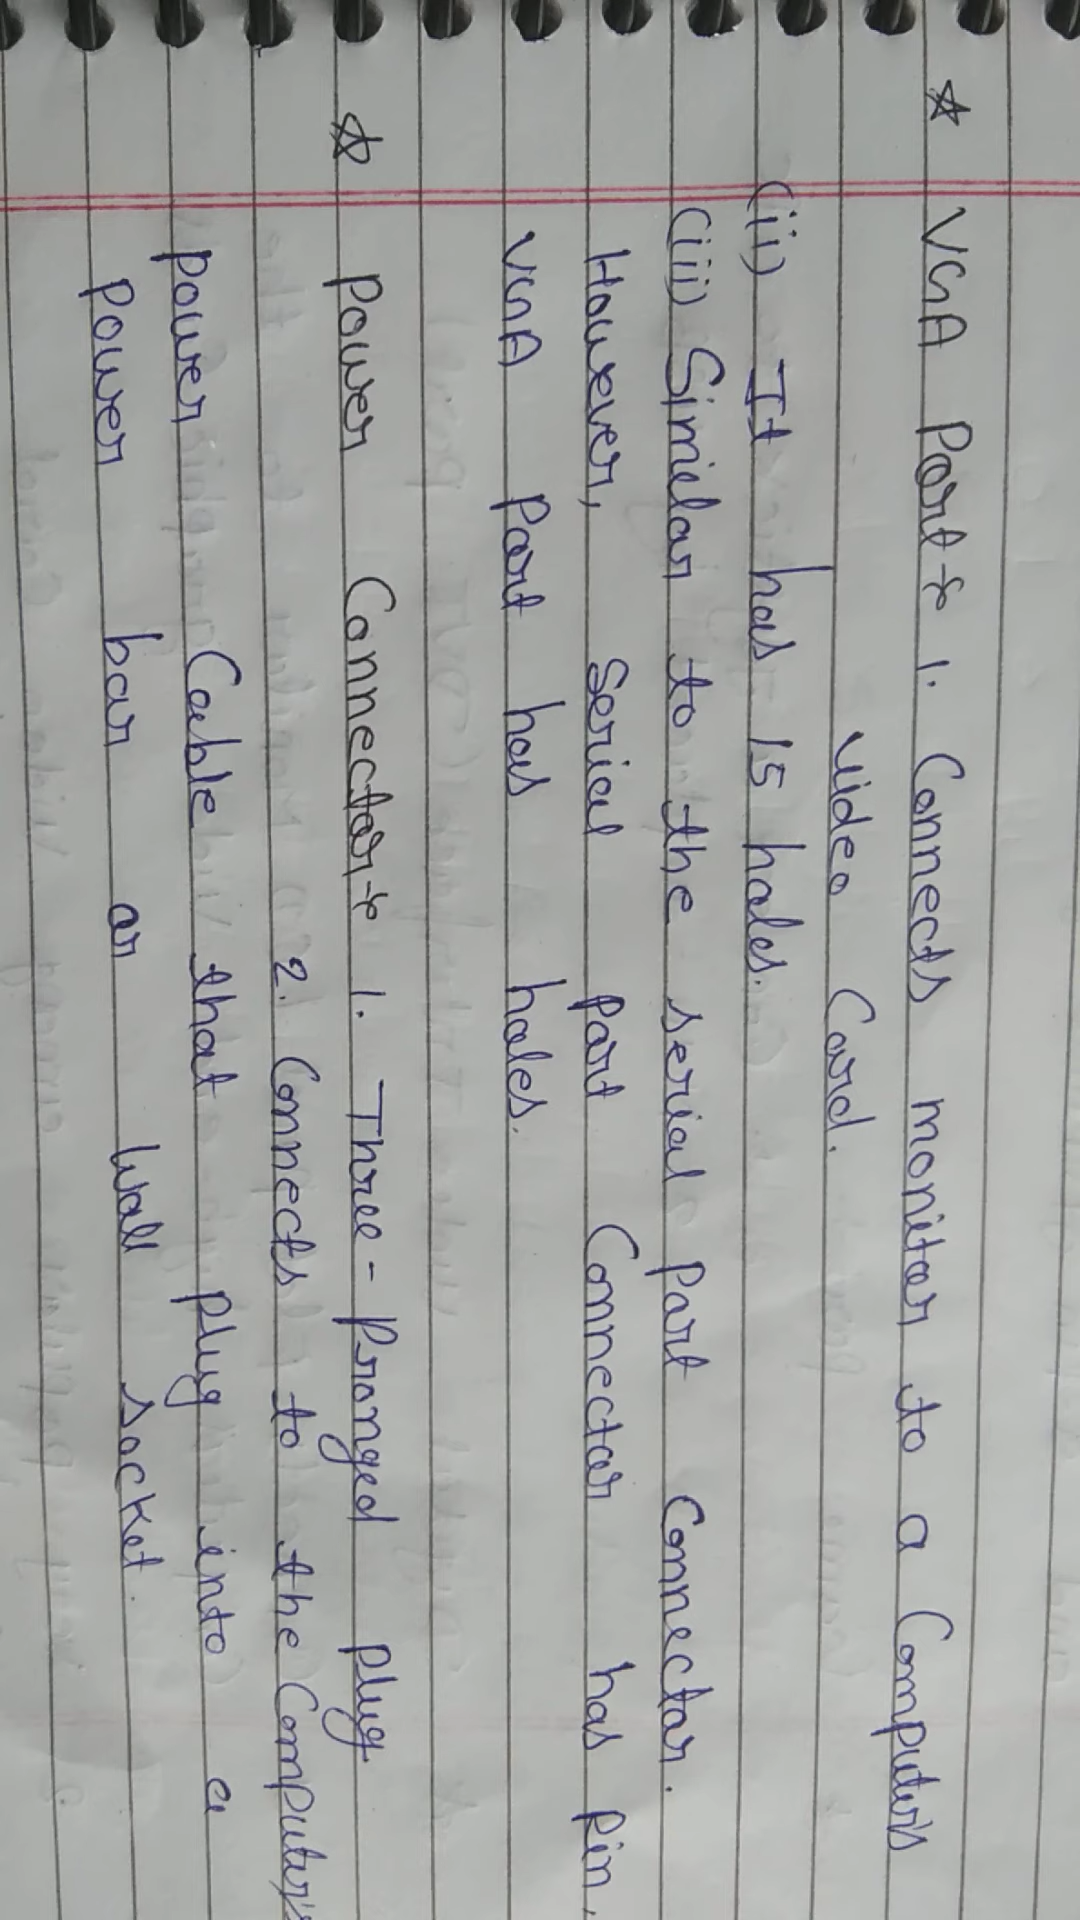 ☆ VGA Port :- 1. Connects monitor to a Computer's
video Card.
(ii) It has 15 holes.
(iii) Similar to the serial port Connector.
However, Serial port Connector has Pin,
VGA Port has holes.
☆ Power Connector :- 1. Three-Pronged plug
2. Connects to the Computer's
power Cable that plug into a
power bar or wall socket.